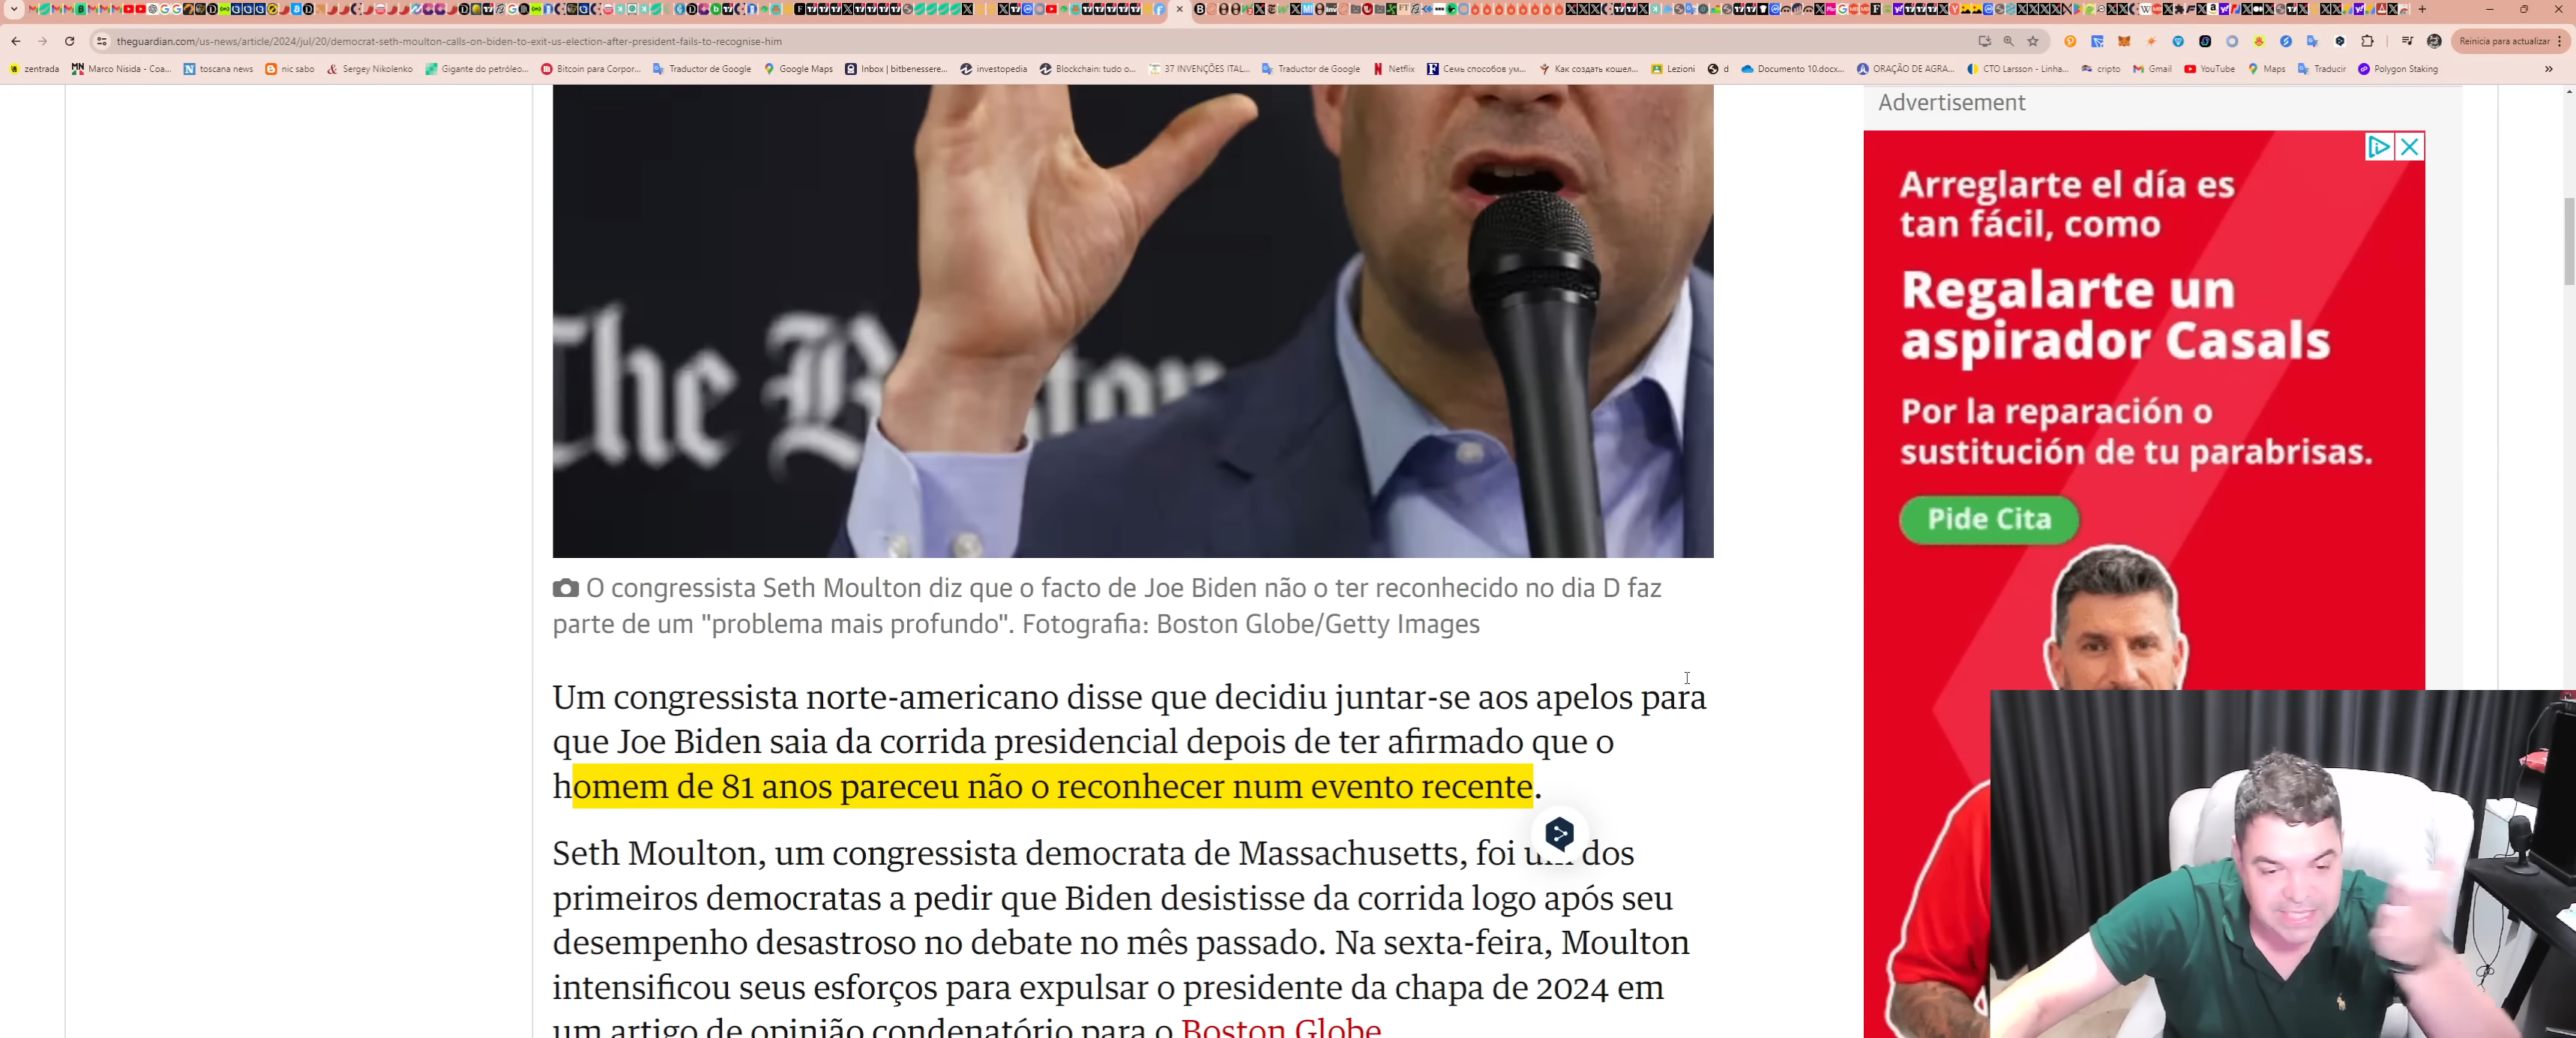 theguardian.com/us-news/article/2024/jul/20/democrat-seth-moulton-calls-on-biden-to-exit-us-election-after-president-fails-to-recognise-him
Reinicia para actualizar
zentrada
Marco Nisida - Coa...
toscana news
nic sabo
Sergey Nikolenko
Gigante do petróleo...
Bitcoin para Corpor...
Traductor de Google
Google Maps
Inbox | bitbenessere...
investopedia
Blockchain: tudo o...
37 INVENÇÕES ITAL...
Traductor de Google
Netflix
Семь способов ум...
Как создать кошел...
Lezioni
d
Documento 10.docx...
ORAÇÃO DE AGRA...
CTO Larsson - Linha...
cripto
Gmail
YouTube
Maps
Traducir
Polygon Staking
The Boston
O congressista Seth Moulton diz que o facto de Joe Biden não o ter reconhecido no dia D faz
parte de um "problema mais profundo". Fotografia: Boston Globe/Getty Images
Um congressista norte-americano disse que decidiu juntar-se aos apelos para
que Joe Biden saia da corrida presidencial depois de ter afirmado que o
homem de 81 anos pareceu não o reconhecer num evento recente.
Seth Moulton, um congressista democrata de Massachusetts, foi um dos
primeiros democratas a pedir que Biden desistisse da corrida logo após seu
desempenho desastroso no debate no mês passado. Na sexta-feira, Moulton
intensificou seus esforços para expulsar o presidente da chapa de 2024 em
um artigo de opinião condenatório para o Boston Globe
Advertisement
Arreglarte el día es
tan fácil, como
Regalarte un
aspirador Casals
Por la reparación o
sustitución de tu parabrisas.
Pide Cita